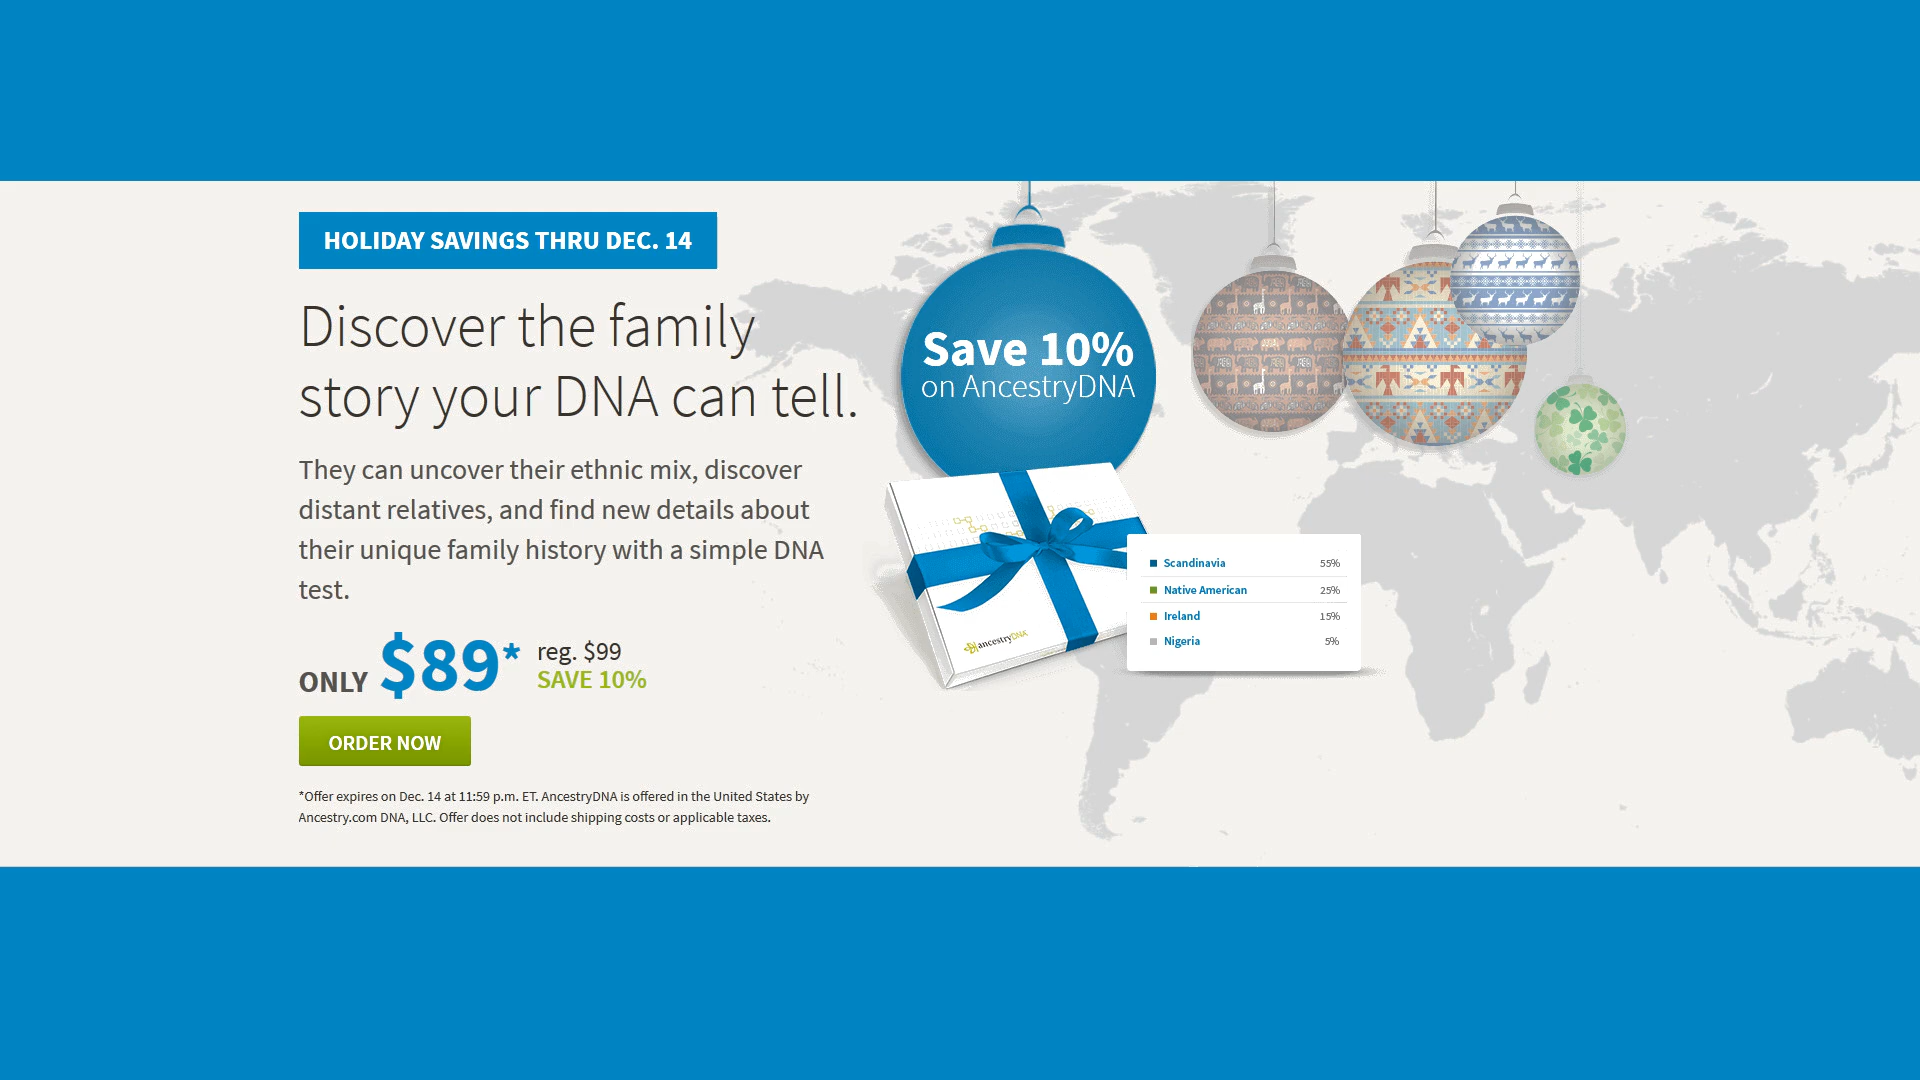 HOLIDAY SAVINGS THRU DEC. 14
Discover the family
story your DNA can tell.
They can uncover their ethnic mix, discover
distant relatives, and find new details about
their unique family history with a simple DNA
test.
ONLY $89* reg. $99
SAVE 10%
ORDER NOW
*Offer expires on Dec. 14 at 11:59 p.m. ET. AncestryDNA is offered in the United States by
Ancestry.com DNA, LLC. Offer does not include shipping costs or applicable taxes.
Save 10%
on AncestryDNA
ancestryDNA
Scandinavia 55%
Native American 25%
Ireland 15%
Nigeria 5%